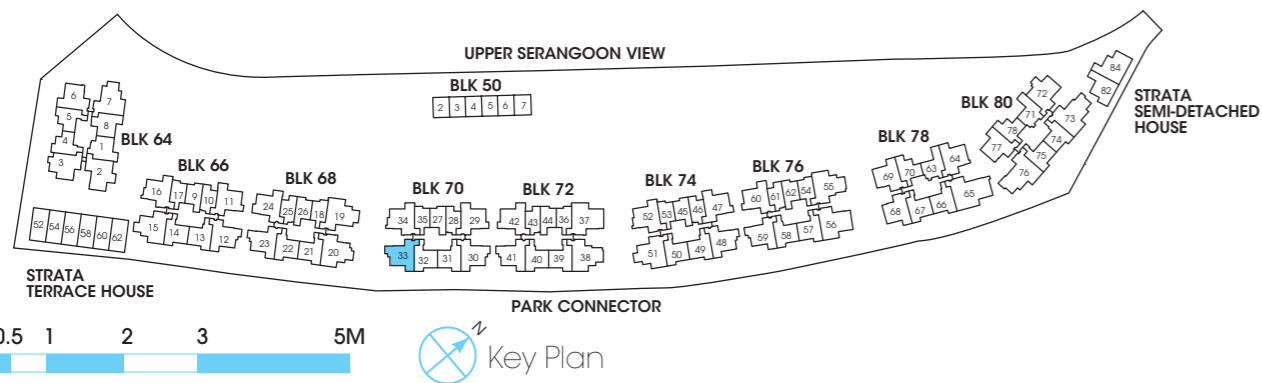 UPPER SERANGOON VIEW
BLK 50
2 3 4 5 6 7
6 7
5 8
4 1
3 2
BLK 64
BLK 66
16 17 9 10 11
15 14 13 12
BLK 68
24 25 26 18 19
23 22 21 20
BLK 70
34 35 27 28 29
33 32 31 30
BLK 72
42 43 44 36 37
41 40 39 38
BLK 74
52 53 45 46 47
51 50 49 48
BLK 76
60 61 62 54 55
59 58 57 56
BLK 78
69 70 63 64
68 67 66 65
BLK 80
72
71 73
78 74
77 75
76
84
82
STRATA
SEMI-DETACHED
HOUSE
52 54 56 58 60 62
STRATA
TERRACE HOUSE
PARK CONNECTOR
0.5 1 2 3 5M
N
Key Plan